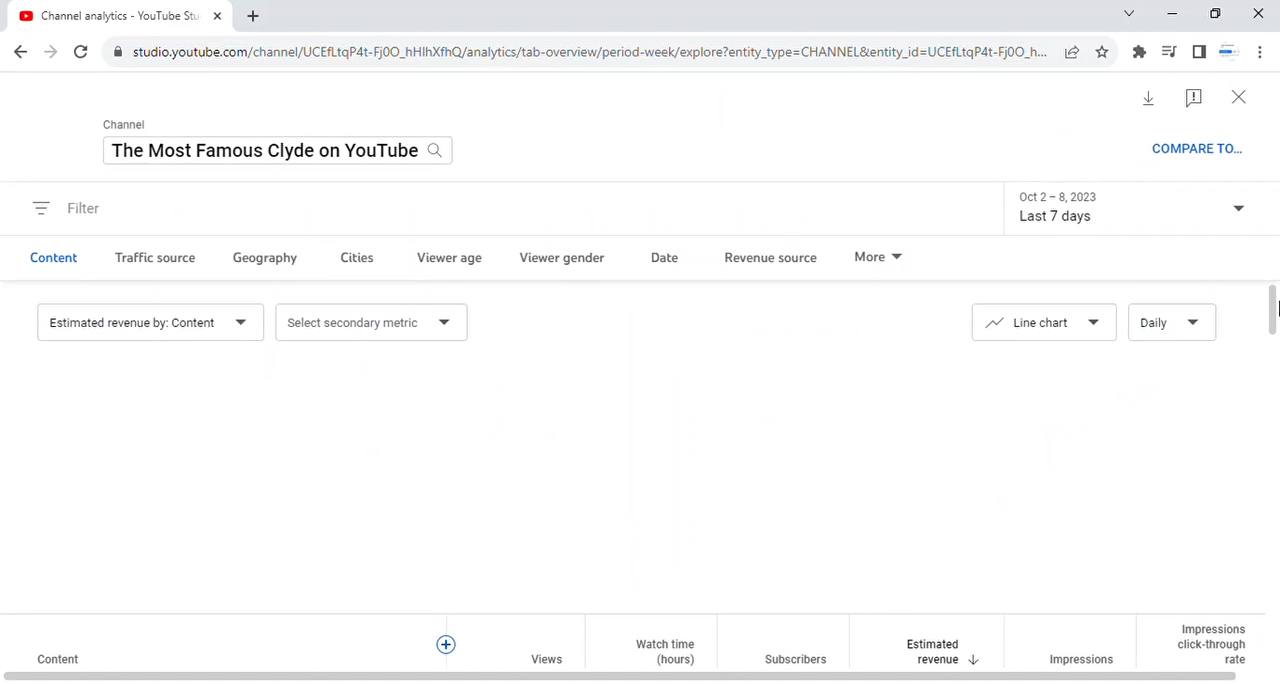 Channel analytics - YouTube Stu
studio.youtube.com/channel/UCEfLtqP4t-Fj0O_hHIhXfhQ/analytics/tab-overview/period-week/explore?entity_type=CHANNEL&entity_id=UCEfLtqP4t-Fj0O_h...
Channel
The Most Famous Clyde on YouTube
COMPARE TO...
Filter
Oct 2 – 8, 2023
Last 7 days
Content Traffic source Geography Cities Viewer age Viewer gender Date Revenue source More
Estimated revenue by: Content Select secondary metric Line chart Daily
Content
Views
Watch time
(hours)
Subscribers
Estimated
revenue
Impressions
Impressions
click-through
rate